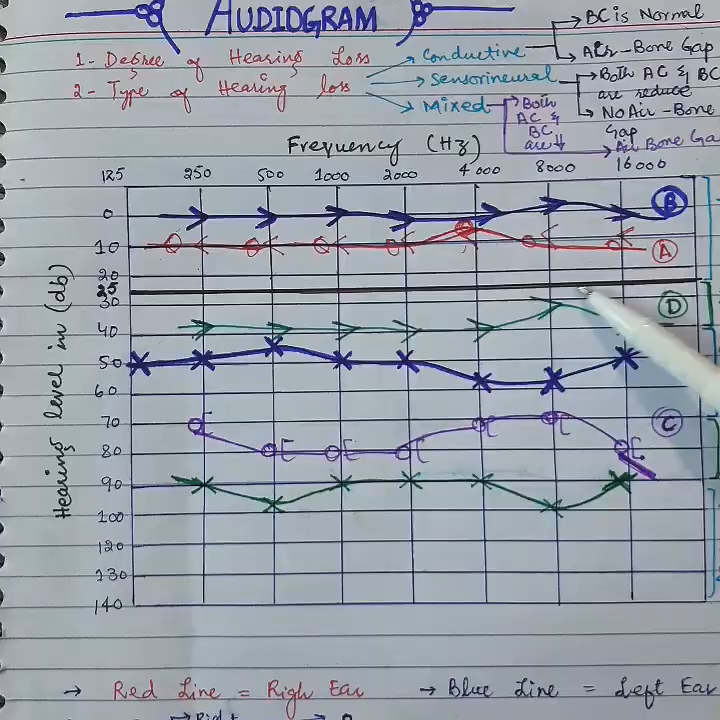 AUDIOGRAM
1- Degree of Hearing Loss
2- Type of Hearing loss
Conductive
BC is Normal
Air-Bone Gap
Sensorineural
Both AC & BC
are reduce
No Air-Bone
Gap
Mixed
Both
AC &
BC
are ↓↓
Air Bone Ga
Frequency (Hz)
125 250 500 1000 2000 4000 8000 16000
Hearing level in (db)
0
10
20
25
30
40
50
60
70
80
90
100
120
130
140
B
A
D
C
→ Red Line = Righ Ear → Blue Line = Left Ear